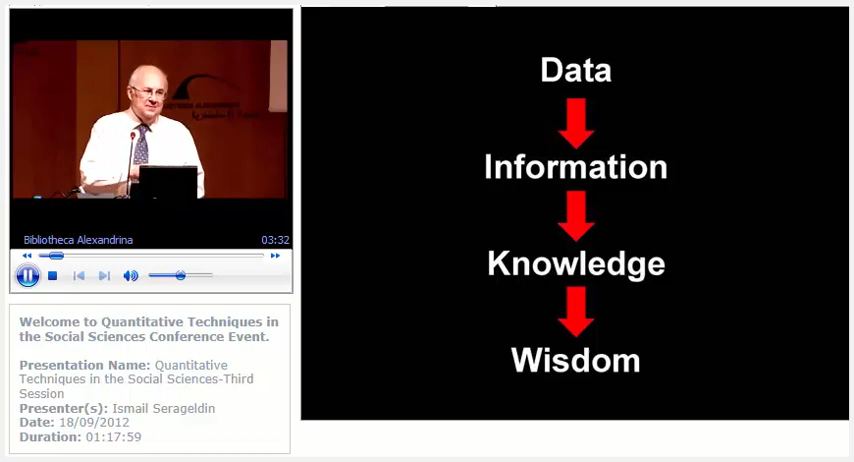 Bibliotheca Alexandrina 03:32
Welcome to Quantitative Techniques in
the Social Sciences Conference Event.
Presentation Name: Quantitative
Techniques in the Social Sciences-Third
Session
Presenter(s): Ismail Serageldin
Date: 18/09/2012
Duration: 01:17:59
Data
Information
Knowledge
Wisdom